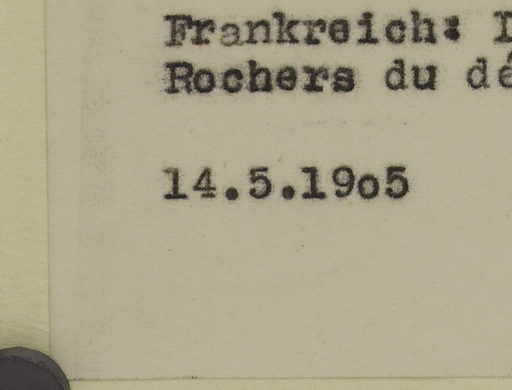 Frankreich:
Rochers du
14.5.19o5